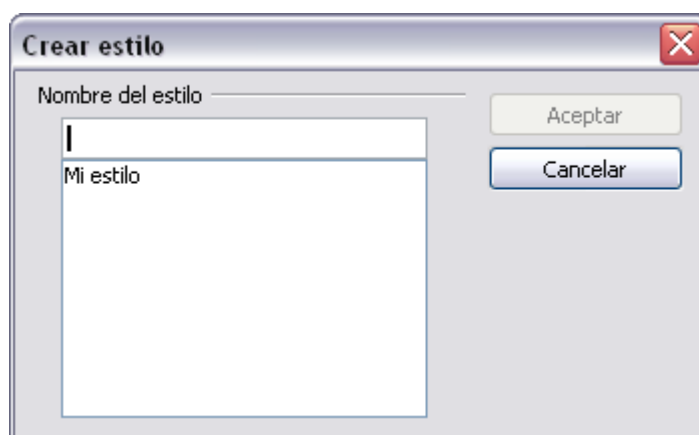 Crear estilo
Nombre del estilo
Aceptar
Mi estilo
Cancelar